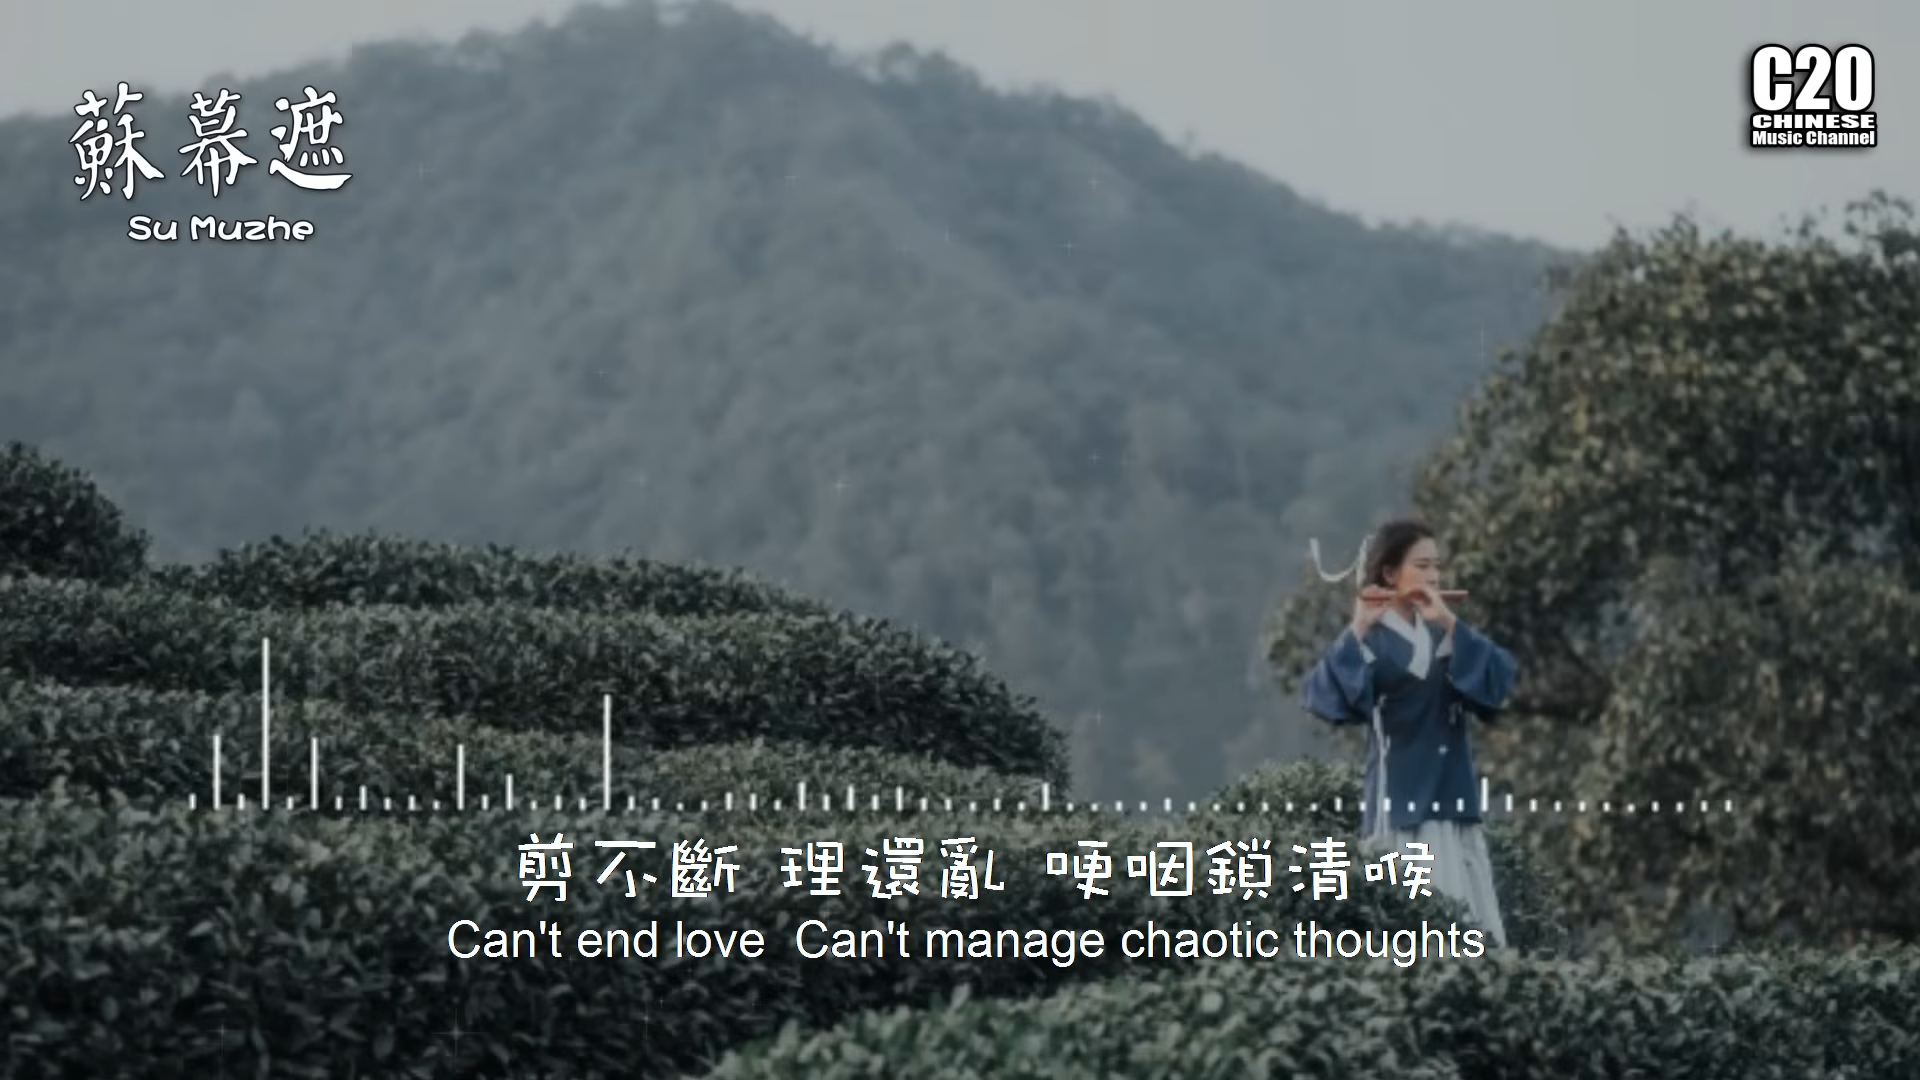 蘇幕遮
Su Muzhe
C20
CHINESE
Music Channel
剪不斷 理還亂 哽咽鎖清喉
Can't end love  Can't manage chaotic thoughts